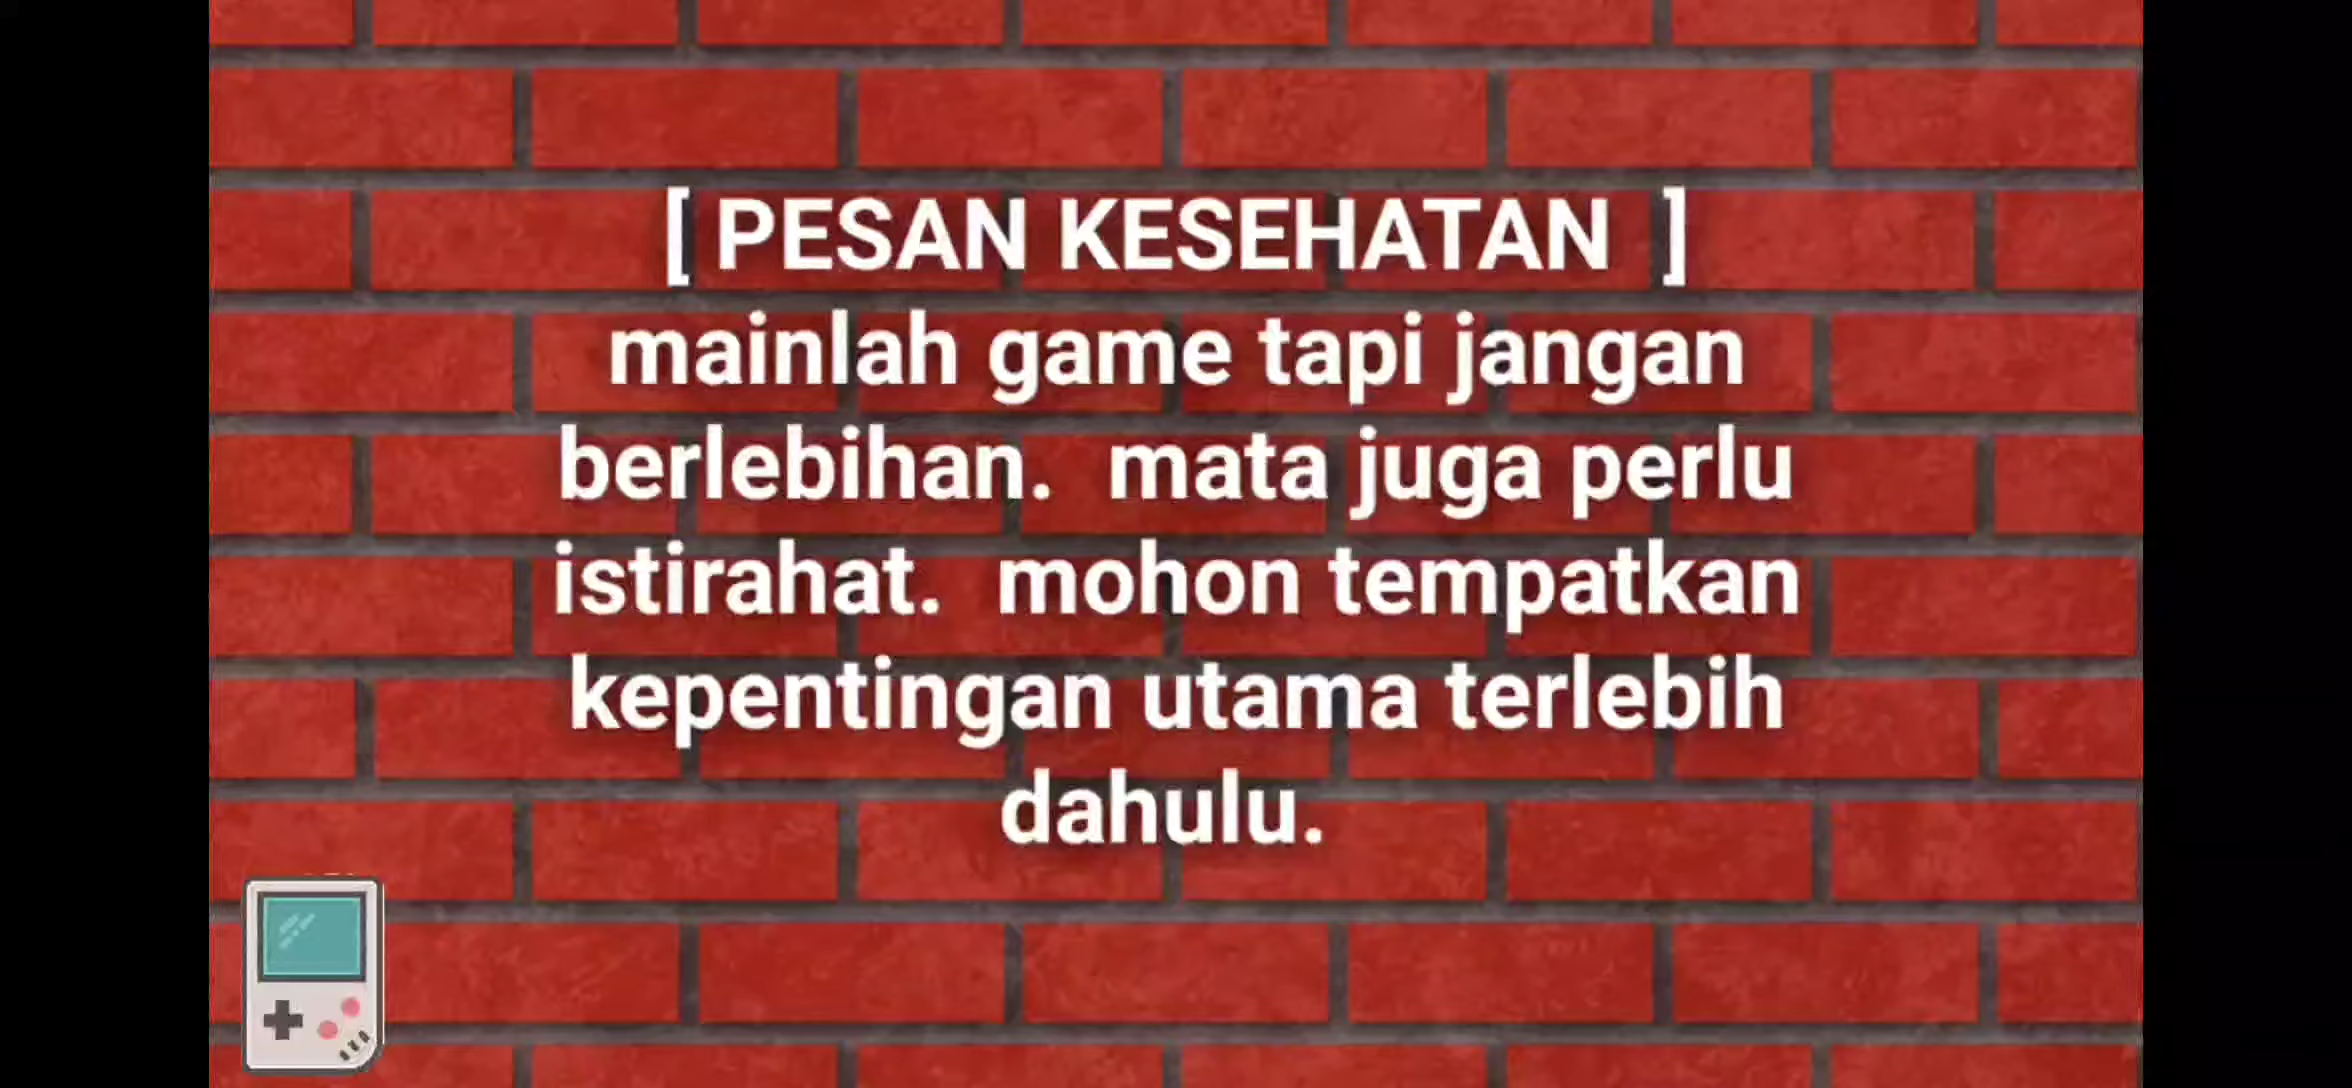 [ PESAN KESEHATAN ]
mainlah game tapi jangan
berlebihan. mata juga perlu
istirahat. mohon tempatkan
kepentingan utama terlebih
dahulu.